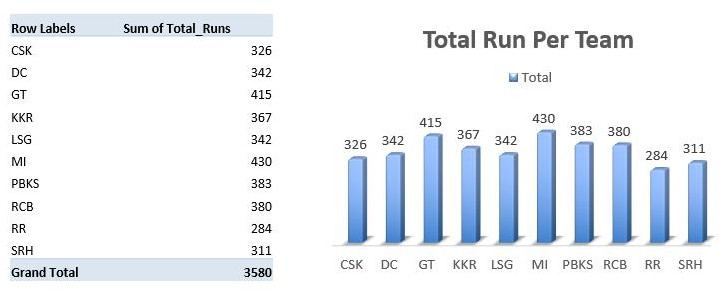 Row Labels Sum of Total_Runs
CSK 326
DC 342
GT 415
KKR 367
LSG 342
MI 430
PBKS 383
RCB 380
RR 284
SRH 311
Grand Total 3580
Total Run Per Team
Total
326 342 415 367 342 430 383 380 284 311
CSK DC GT KKR LSG MI PBKS RCB RR SRH